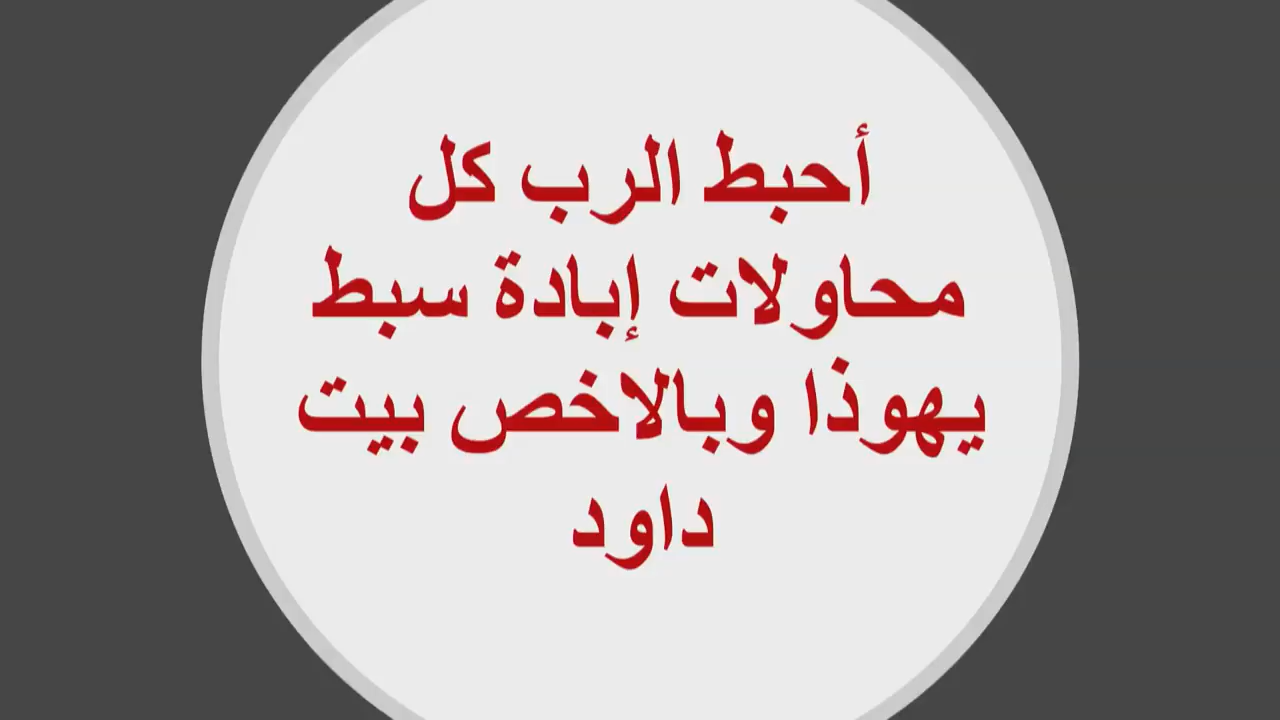 أحبط الرب كل
محاولات إبادة سبط
يهوذا وبالاخص بيت
داود